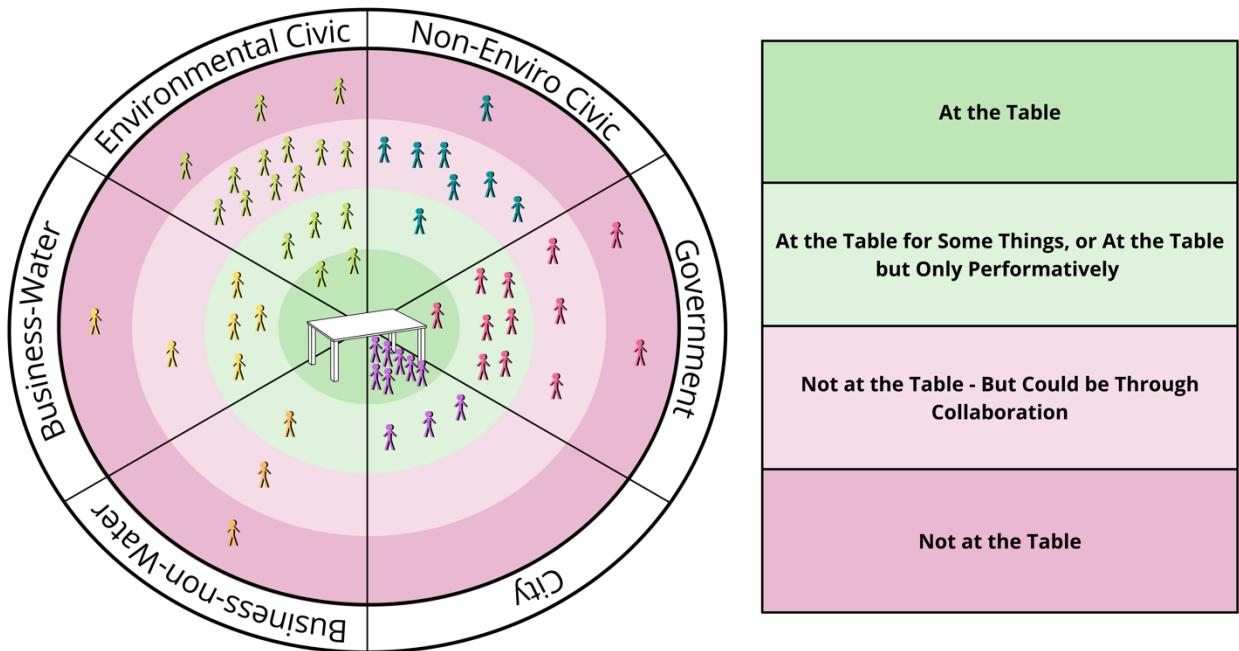 Environmental Civic
Non-Enviro Civic
Government
City
Business-non-Water
Business-Water
At the Table
At the Table for Some Things, or At the Table
but Only Performatively
Not at the Table - But Could be Through
Collaboration
Not at the Table